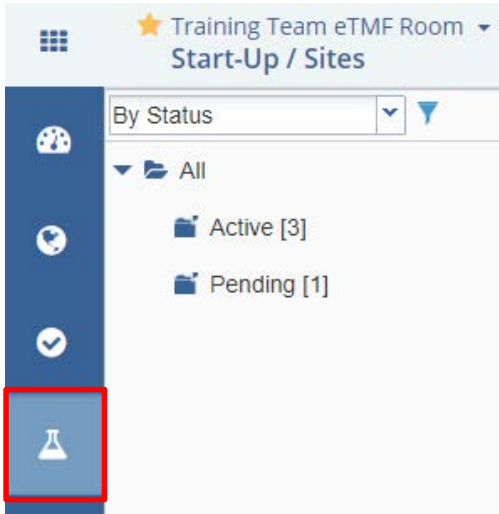 Training Team eTMF Room
Start-Up / Sites
By Status
All
Active [3]
Pending [1]